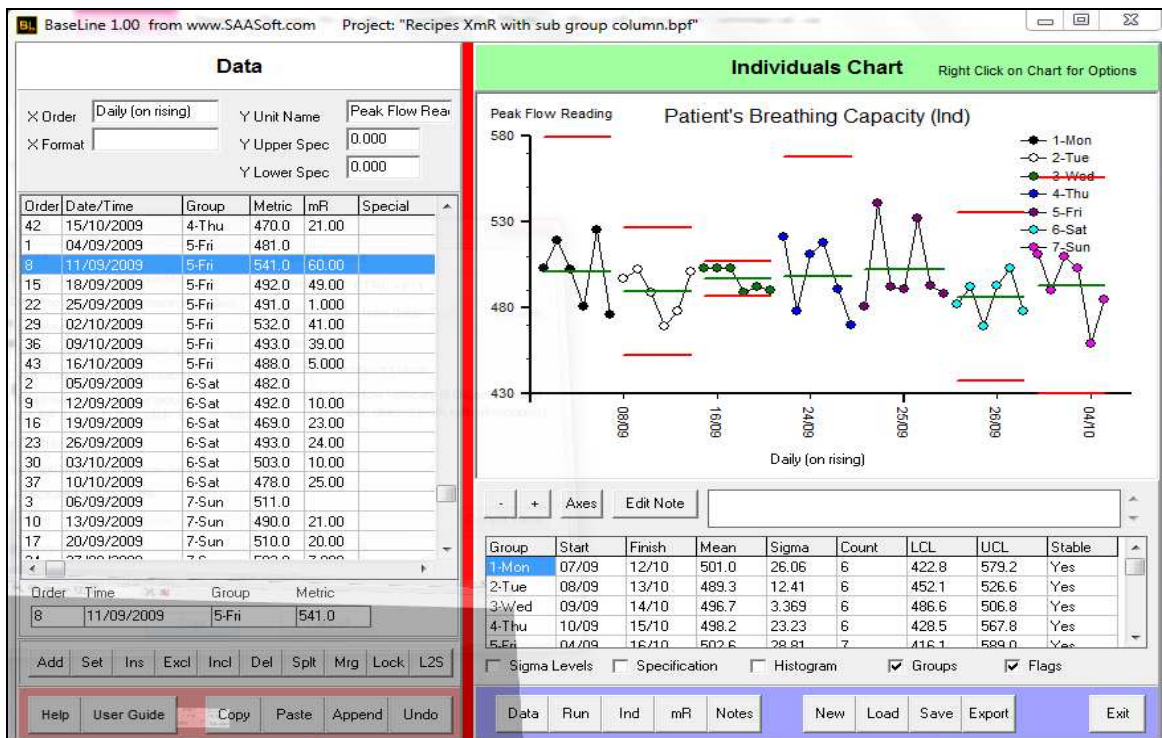 BL BaseLine 1.00 from www.SAASoft.com Project: "Recipes XmR with sub group column.bpf"
Data
X Order Daily (on rising) Y Unit Name Peak Flow Rea
X Format Y Upper Spec 0.000
Y Lower Spec 0.000
Order Date/Time Group Metric mR Special
42 15/10/2009 4-Thu 470.0 21.00
1 04/09/2009 5-Fri 481.0
8 11/09/2009 5-Fri 541.0 60.00
15 18/09/2009 5-Fri 492.0 49.00
22 25/09/2009 5-Fri 491.0 1.000
29 02/10/2009 5-Fri 532.0 41.00
36 09/10/2009 5-Fri 493.0 39.00
43 16/10/2009 5-Fri 488.0 5.000
2 05/09/2009 6-Sat 482.0
9 12/09/2009 6-Sat 492.0 10.00
16 19/09/2009 6-Sat 469.0 23.00
23 26/09/2009 6-Sat 493.0 24.00
30 03/10/2009 6-Sat 503.0 10.00
37 10/10/2009 6-Sat 478.0 25.00
3 06/09/2009 7-Sun 511.0
10 13/09/2009 7-Sun 490.0 21.00
17 20/09/2009 7-Sun 510.0 20.00
Order Time Group Metric
8 11/09/2009 5-Fri 541.0
Add Set Ins Excl Incl Del Splt Mrg Lock L2S
Help User Guide Copy Paste Append Undo
Individuals Chart Right Click on Chart for Options
Peak Flow Reading Patient's Breathing Capacity (Ind)
580
530
480
430
1-Mon
2-Tue
3-Wed
4-Thu
5-Fri
6-Sat
7-Sun
08/09 16/09 24/09 25/09 26/09 04/10
Daily (on rising)
- + Axes Edit Note
Group Start Finish Mean Sigma Count LCL UCL Stable
1-Mon 07/09 12/10 501.0 26.06 6 422.8 579.2 Yes
2-Tue 08/09 13/10 489.3 12.41 6 452.1 526.6 Yes
3-Wed 09/09 14/10 496.7 3.369 6 486.6 506.8 Yes
4-Thu 10/09 15/10 498.2 23.23 6 428.5 567.8 Yes
5-Fri 04/09 16/10 502.6 28.81 7 416.1 589.0 Yes
Sigma Levels Specification Histogram Groups Flags
Data Run Ind mR Notes New Load Save Export Exit